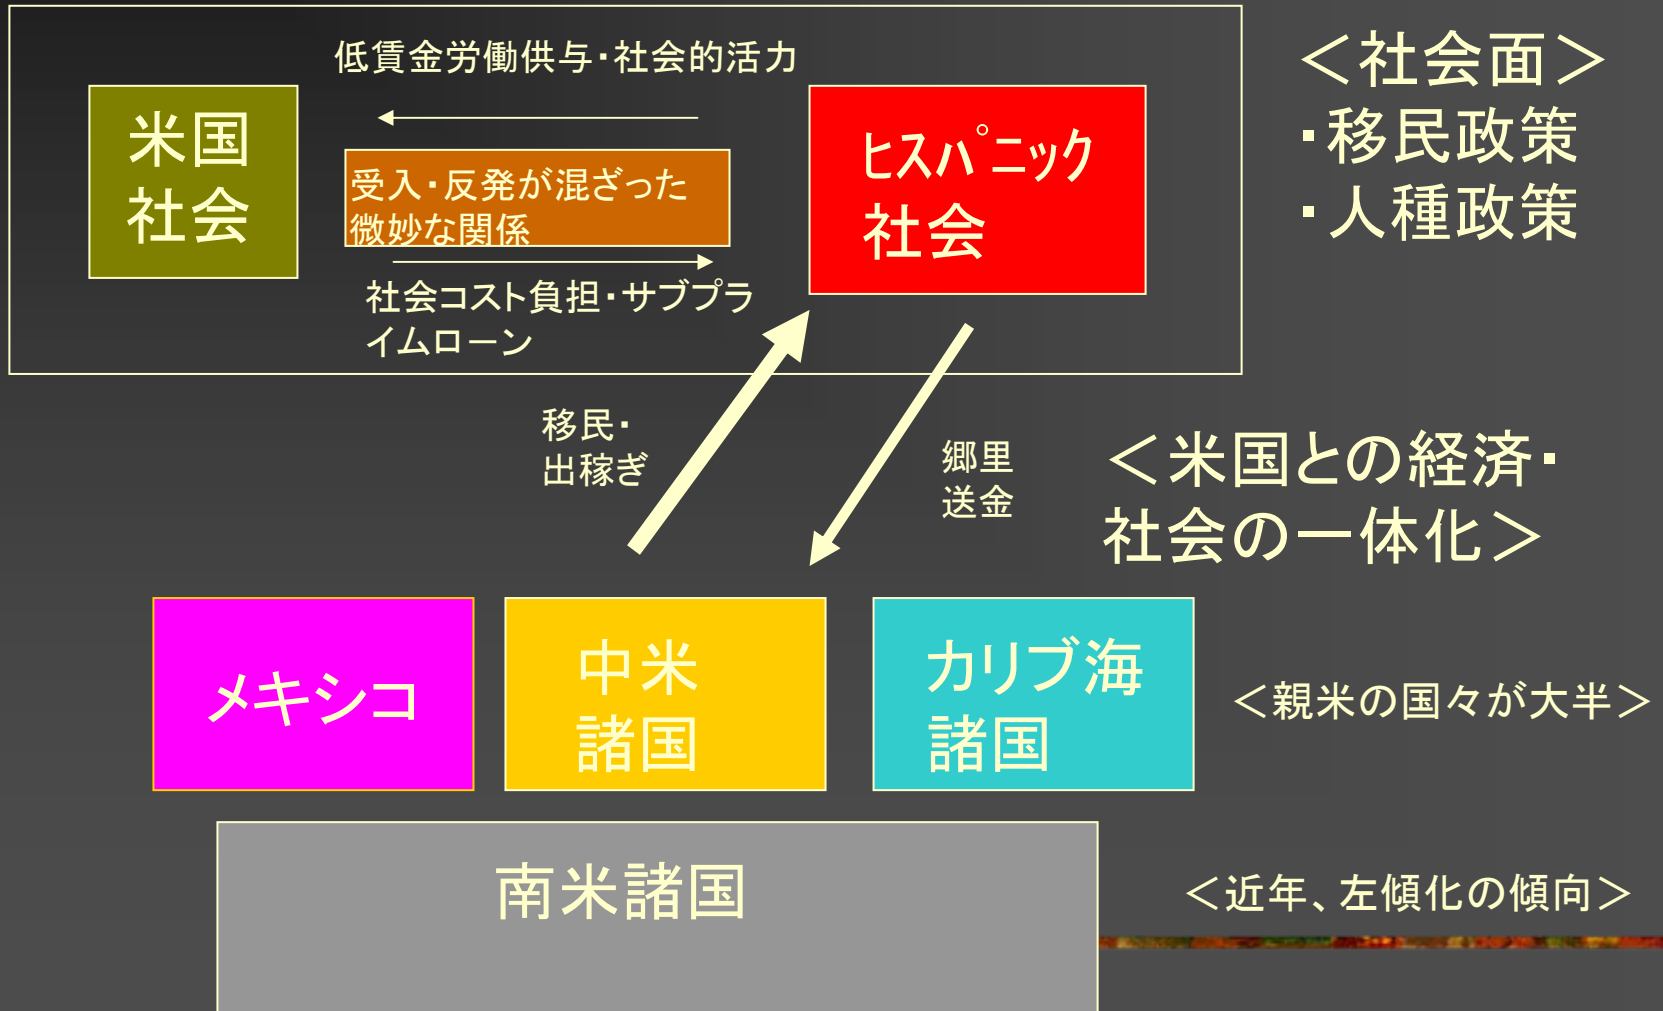 低賃金労働供与・社会的活力
米国
社会
受入・反発が混ざった
微妙な関係
ﾋｽﾊﾟﾆｯｸ
社会
社会コスト負担・サブプラ
イムローン
＜社会面＞
・移民政策
・人種政策
移民・
出稼ぎ
郷里
送金
＜米国との経済・
社会の一体化＞
メキシコ
中米
諸国
カリブ海
諸国
＜親米の国々が大半＞
南米諸国
＜近年、左傾化の傾向＞